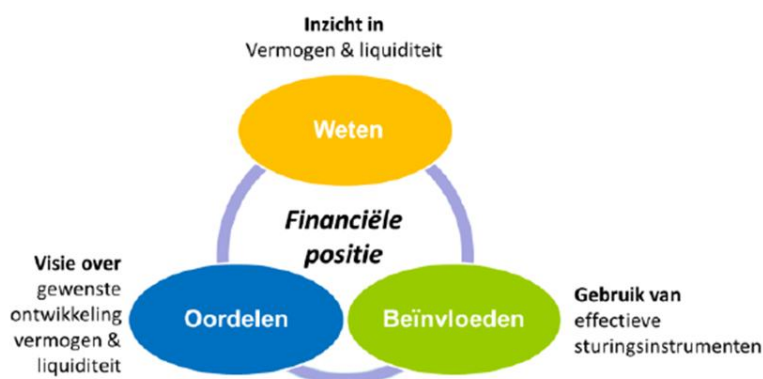 Inzicht in
Vermogen & liquiditeit
Weten
Financiële
positie
Visie over
gewenste
ontwikkeling
vermogen &
liquiditeit
Oordelen
Beïnvloeden
Gebruik van
effectieve
sturingsinstrumenten